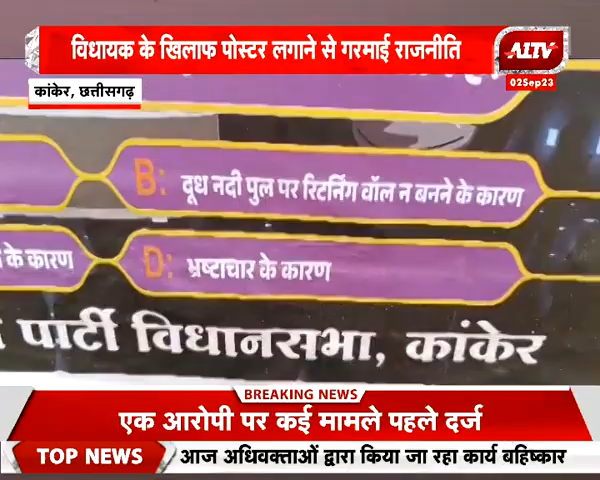 विधायक के खिलाफ पोस्टर लगाने से गरमाई राजनीति
ALTV
02Sep23
कांकेर, छत्तीसगढ़
B: दूध नदी पुल पर रिटर्निंग वॉल न बनने के कारण
के कारण
D: भ्रष्टाचार के कारण
पार्टी विधानसभा, कांकेर
BREAKING NEWS
एक आरोपी पर कई मामले पहले दर्ज
TOP NEWS
आज अधिवक्ताओं द्वारा किया जा रहा कार्य बहिष्कार